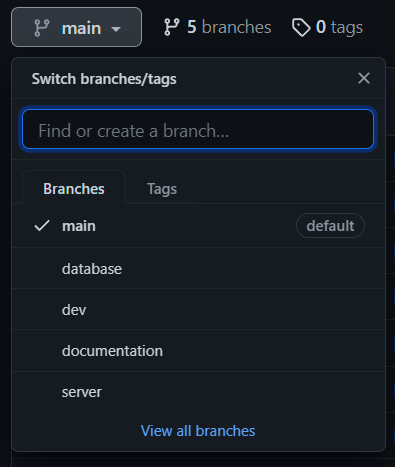 main 5 branches 0 tags
Switch branches/tags
Find or create a branch...
Branches Tags
main default
database
dev
documentation
server
View all branches